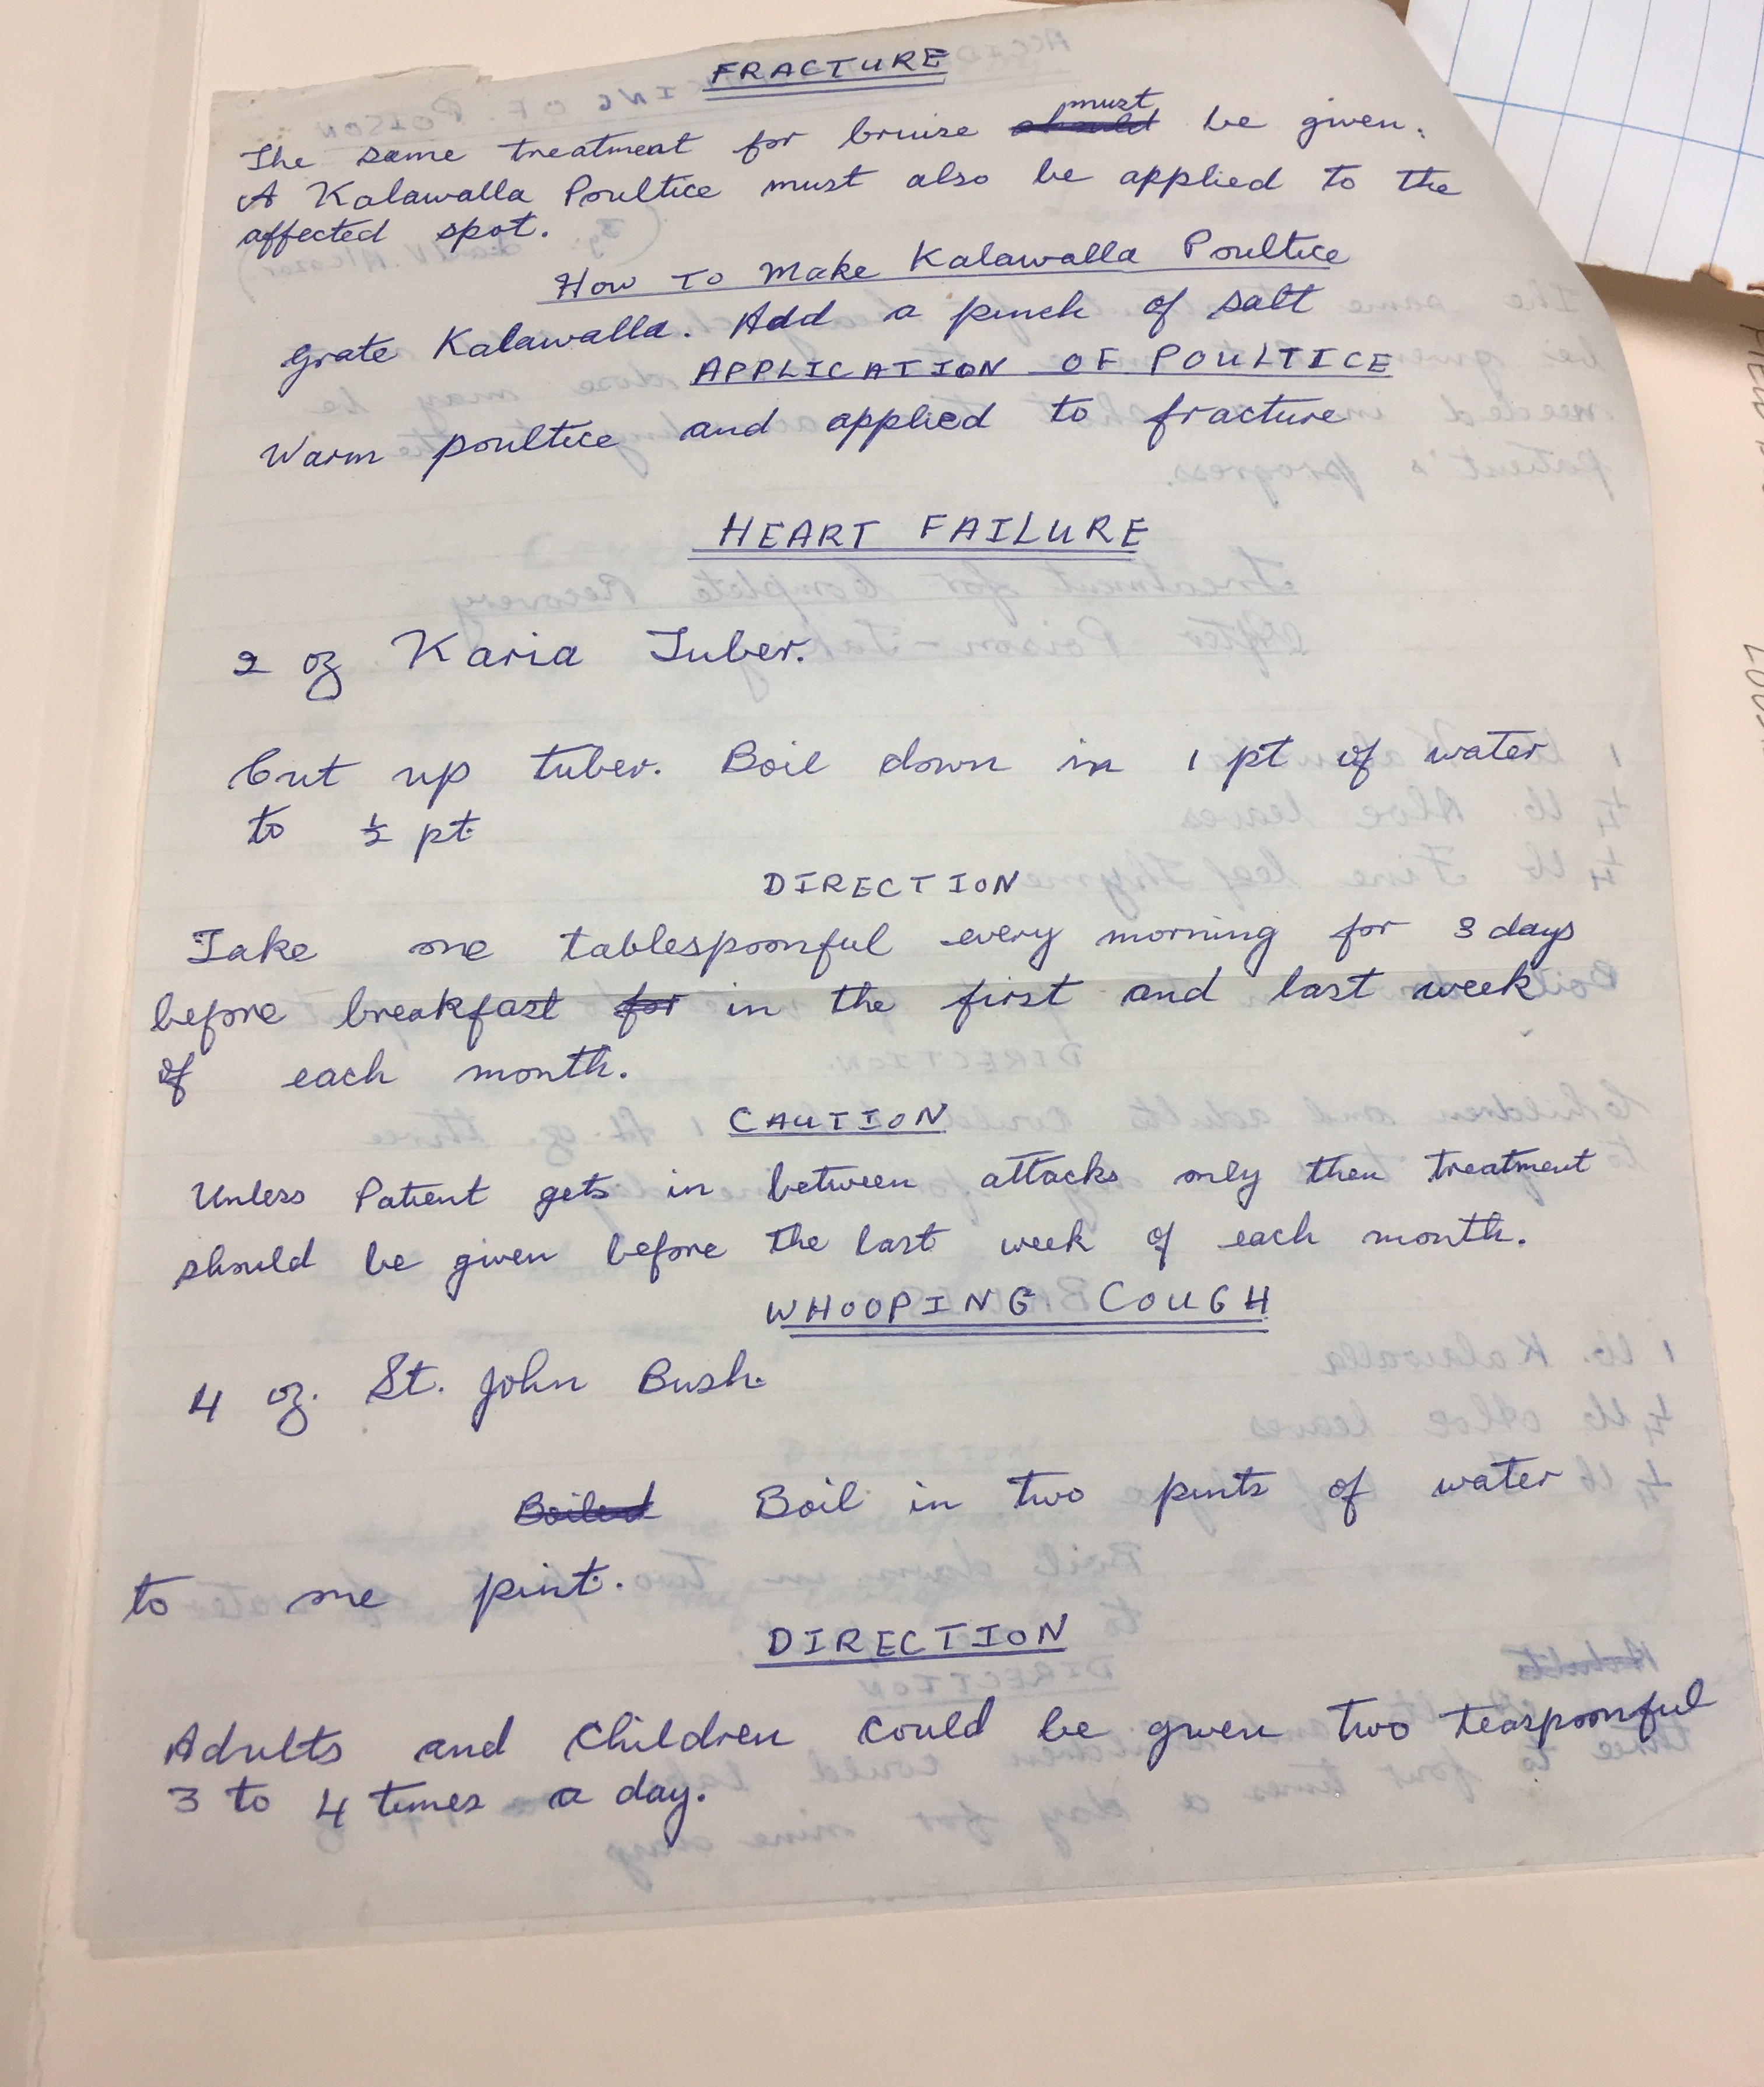 FRACTURE
The same treatment for bruise should must be given.
A Kalawalla Poultice must also be applied to the
affected spot.
How To Make Kalawalla Poultice
Grate Kalawalla. Add a pinch of salt
APPLICATION OF POULTICE
Warm poultice and applied to fracture
HEART FAILURE
2 oz Karia Tuber.
Cut up tuber. Boil down in 1 pt of water
to ½ pt.
DIRECTION
Take one tablespoonful every morning for 3 days
before breakfast for in the first and last week
of each month.
CAUTION
Unless Patient gets in between attacks only then treatment
should be given before the last week of each month.
WHOOPING COUGH
4 oz. St. John Bush.
Boiled Boil in two pints of water
to one pint.
DIRECTION
Adults and Children could be given two teaspoonful
3 to 4 times a day.